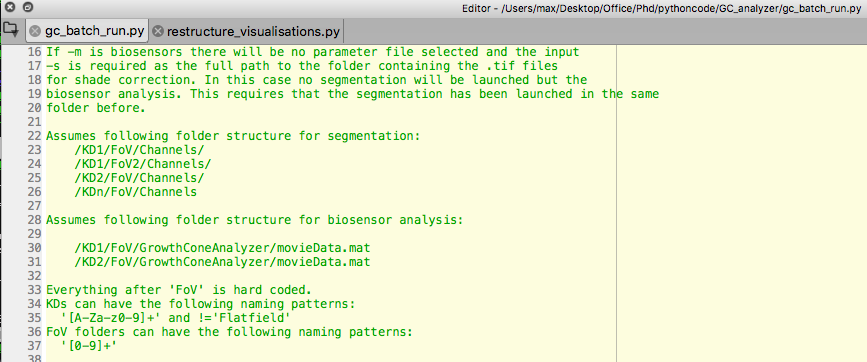 Editor - /Users/max/Desktop/Office/Phd/pythoncode/GC_analyzer/gc_batch_run.py
gc_batch_run.py restructure_visualisations.py
16 If -m is biosensors there will be no parameter file selected and the input
17 -s is required as the full path to the folder containing the .tif files
18 for shade correction. In this case no segmentation will be launched but the
19 biosensor analysis. This requires that the segmentation has been launched in the same
20 folder before.
21
22 Assumes following folder structure for segmentation:
23 /KD1/FoV/Channels/
24 /KD1/FoV2/Channels/
25 /KD2/FoV/Channels/
26 /KDn/FoV/Channels
27
28 Assumes following folder structure for biosensor analysis:
29
30 /KD1/FoV/GrowthConeAnalyzer/movieData.mat
31 /KD2/FoV/GrowthConeAnalyzer/movieData.mat
32
33 Everything after 'FoV' is hard coded.
34 KDs can have the following naming patterns:
35 '[A-Za-z0-9]+' and !='Flatfield'
36 FoV folders can have the following naming patterns:
37 '[0-9]+'
38